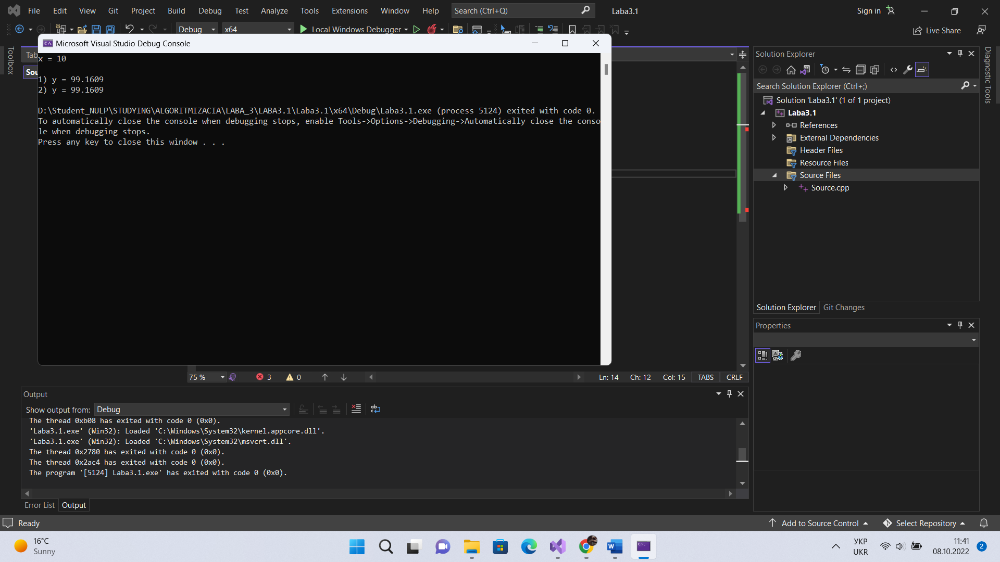 File Edit View Git Project Build Debug Test Analyze Tools Extensions Window Help Search (Ctrl+Q) Laba3.1 Sign in
Debug x64 Local Windows Debugger Live Share
Microsoft Visual Studio Debug Console
Toolbox
Tab
Sou
x = 10
1) y = 99.1609
2) y = 99.1609
D:\Student_NULP\STUDYING\ALGORITMIZACIA\LABA_3\LABA3.1\Laba3.1\x64\Debug\Laba3.1.exe (process 5124) exited with code 0.
To automatically close the console when debugging stops, enable Tools->Options->Debugging->Automatically close the conso
le when debugging stops.
Press any key to close this window . . .
Solution Explorer
Search Solution Explorer (Ctrl+;)
Solution 'Laba3.1' (1 of 1 project)
Laba3.1
References
External Dependencies
Header Files
Resource Files
Source Files
Source.cpp
Solution Explorer Git Changes
Diagnostic Tools
Properties
75 % 3 0 Ln: 14 Ch: 12 Col: 15 TABS CRLF
Output
Show output from: Debug
The thread 0xb08 has exited with code 0 (0x0).
'Laba3.1.exe' (Win32): Loaded 'C:\Windows\System32\kernel.appcore.dll'.
'Laba3.1.exe' (Win32): Loaded 'C:\Windows\System32\msvcrt.dll'.
The thread 0x2780 has exited with code 0 (0x0).
The thread 0x2ac4 has exited with code 0 (0x0).
The program '[5124] Laba3.1.exe' has exited with code 0 (0x0).
Error List Output
Ready Add to Source Control Select Repository
16°C
Sunny
УКР
UKR
11:41
08.10.2022
2